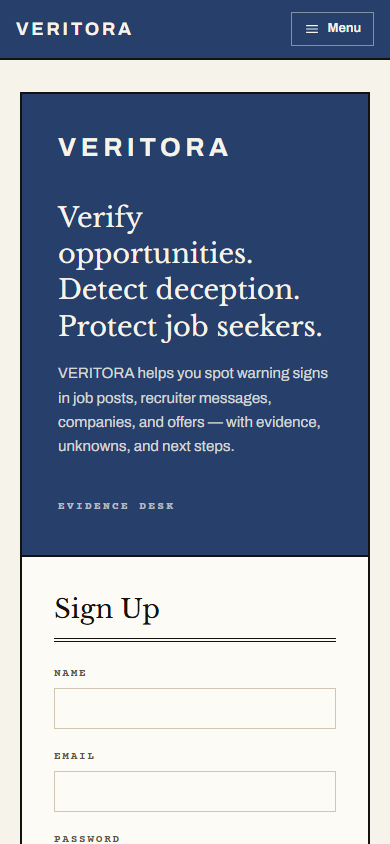 VERITORA
Menu
VERITORA
Verify
opportunities.
Detect deception.
Protect job seekers.
VERITORA helps you spot warning signs
in job posts, recruiter messages,
companies, and offers — with evidence,
unknowns, and next steps.
EVIDENCE DESK
Sign Up
NAME
EMAIL
PASSWORD